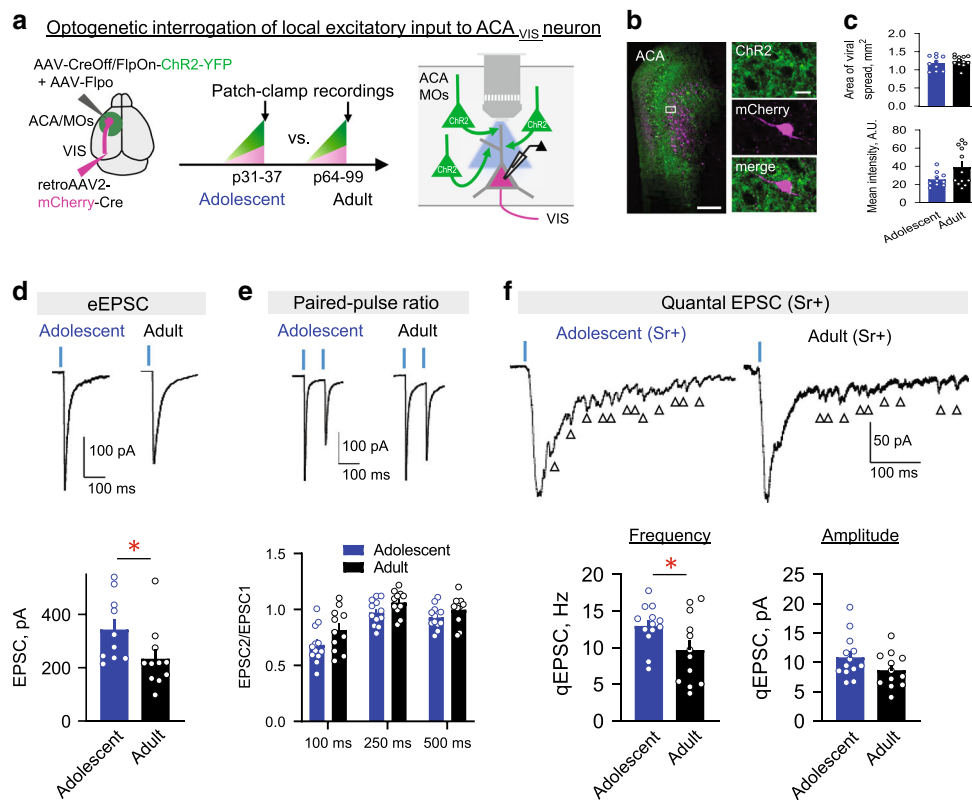 a
Optogenetic interrogation of local excitatory input to ACA VIS neuron
AAV-CreOff/FlpOn-ChR2-YFP
+ AAV-Flpo
ACA/MOs
VIS
retroAAV2-
mCherry-Cre
Patch-clamp recordings
vs.
p31-37
p64-99
Adolescent
Adult
ACA
MOs
ChR2
ChR2
ChR2
VIS
b
ACA
ChR2
mCherry
merge
c
Area of viral
spread, mm2
2.0
1.5
1.0
0.5
0.0
Mean intensity, A.U.
80
60
40
20
0
Adolescent
Adult
d
eEPSC
Adolescent
Adult
100 pA
100 ms
EPSC, pA
400
200
0
*
Adolescent
Adult
e
Paired-pulse ratio
Adolescent
Adult
100 pA
100 ms
EPSC2/EPSC1
1.5
1.0
0.5
0.0
Adolescent
Adult
100 ms
250 ms
500 ms
f
Quantal EPSC (Sr+)
Adolescent (Sr+)
Adult (Sr+)
50 pA
100 ms
Frequency
qEPSC, Hz
20
15
10
5
0
*
Adolescent
Adult
Amplitude
qEPSC, pA
25
20
15
10
5
0
Adolescent
Adult